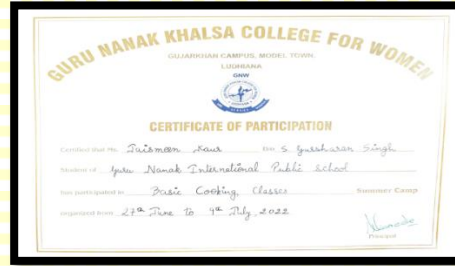 GURU NANAK KHALSA COLLEGE FOR WOMEN
GUJARKHAN CAMPUS, MODEL TOWN,
LUDHIANA
GNW
CERTIFICATE OF PARTICIPATION
Certified that Ms. Jaismeen Kaur D/o S. Gursharan Singh
Student of Guru Nanak International Public School
has participated in Basic Cooking Classes Summer Camp
organized from 27th June to 4th July, 2022
Principal